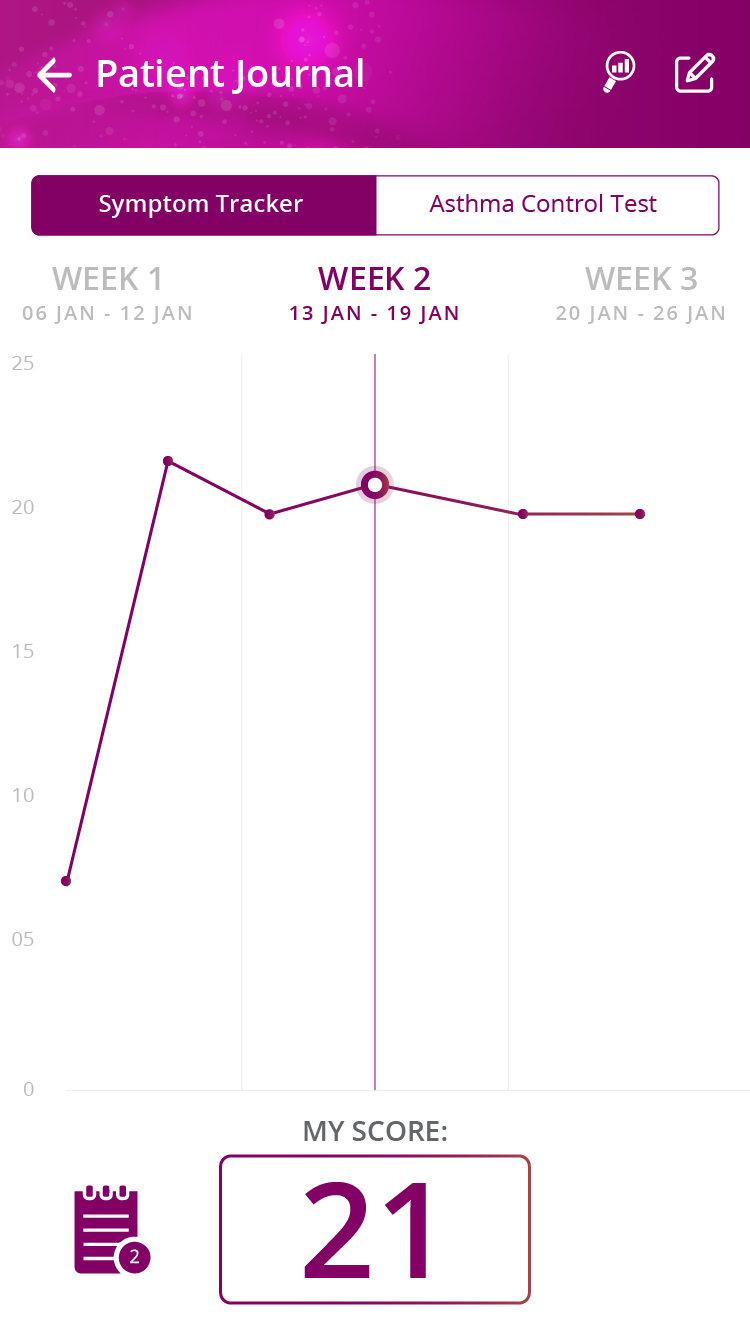 Patient Journal
Symptom Tracker
Asthma Control Test
WEEK 1
WEEK 2
WEEK 3
06 JAN - 12 JAN
13 JAN - 19 JAN
20 JAN - 26 JAN
25
20
15
10
05
0
MY SCORE:
21
2